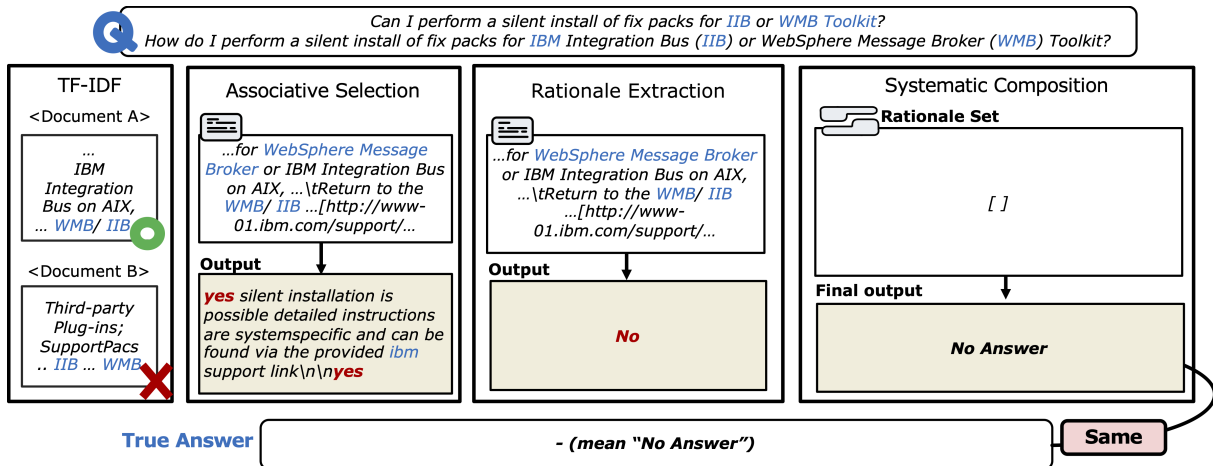 Q
Can I perform a silent install of fix packs for IIB or WMB Toolkit?
How do I perform a silent install of fix packs for IBM Integration Bus (IIB) or WebSphere Message Broker (WMB) Toolkit?
TF-IDF
<Document A>
...
IBM
Integration
Bus on AIX,
... WMB/ IIB
<Document B>
Third-party
Plug-ins;
SupportPacs
.. IIB ... WMB
Associative Selection
...for WebSphere Message
Broker or IBM Integration Bus
on AIX, ...\tReturn to the
WMB/ IIB ...[http://www-
01.ibm.com/support/...
Output
yes silent installation is
possible detailed instructions
are systemspecific and can be
found via the provided ibm
support link\n\nyes
Rationale Extraction
...for WebSphere Message Broker
or IBM Integration Bus on AIX,
...\tReturn to the WMB/ IIB
...[http://www-
01.ibm.com/support/...
Output
No
Systematic Composition
Rationale Set
[ ]
Final output
No Answer
True Answer
- (mean “No Answer”)
Same